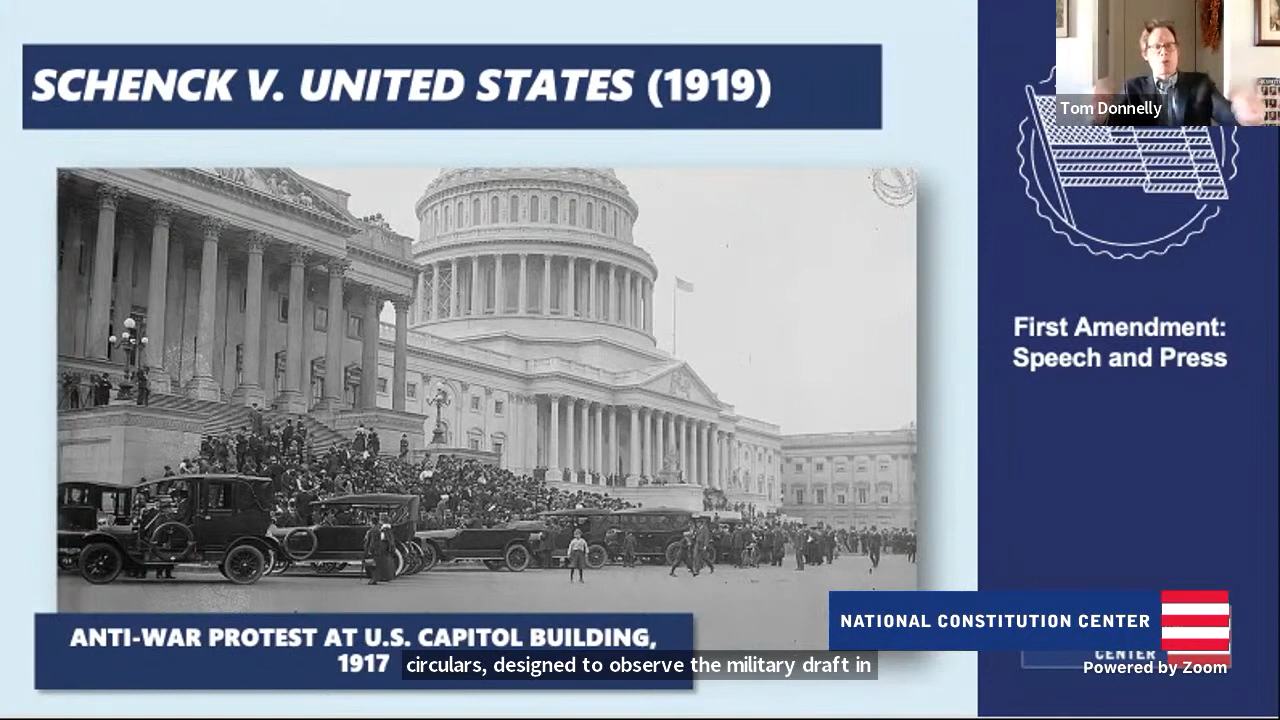 SCHENCK V. UNITED STATES (1919)
Tom Donnelly
First Amendment:
Speech and Press
ANTI-WAR PROTEST AT U.S. CAPITOL BUILDING,
1917
circulars, designed to observe the military draft in
NATIONAL CONSTITUTION CENTER
CENTER
Powered by Zoom